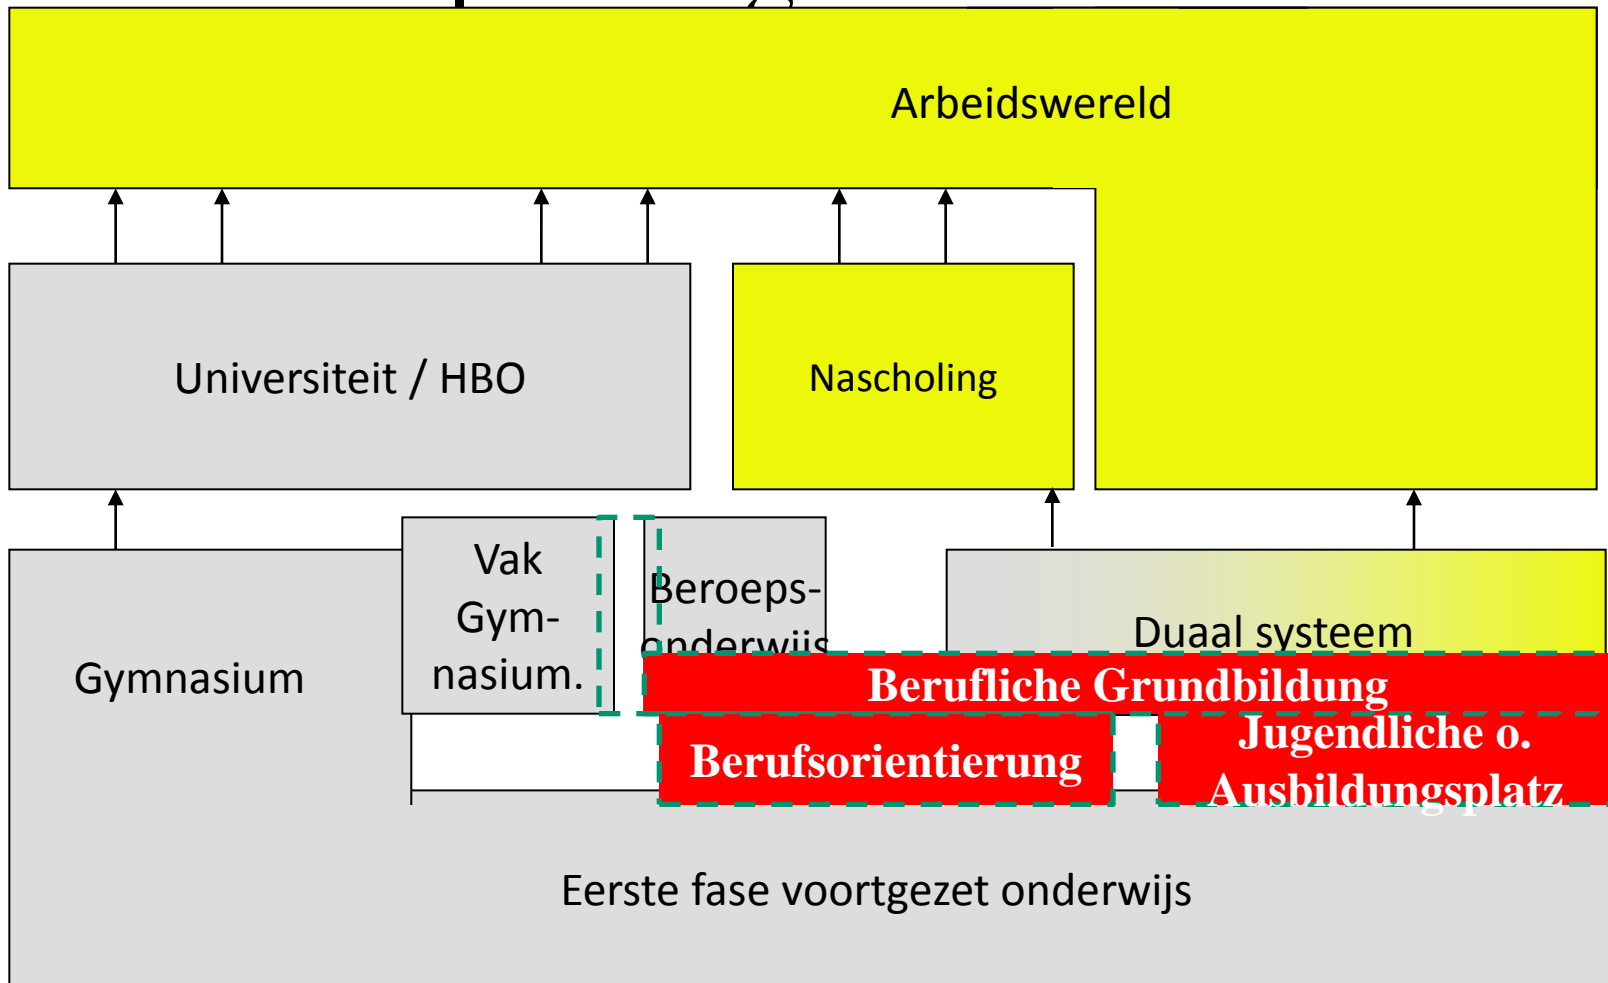 Arbeidswereld
Universiteit / HBO
Nascholing
Vak
Gym-
nasium.
Beroeps-
onderwijs
Duaal systeem
Gymnasium
Berufliche Grundbildung
Berufsorientierung
Jugendliche o.
Ausbildungsplatz
Eerste fase voortgezet onderwijs